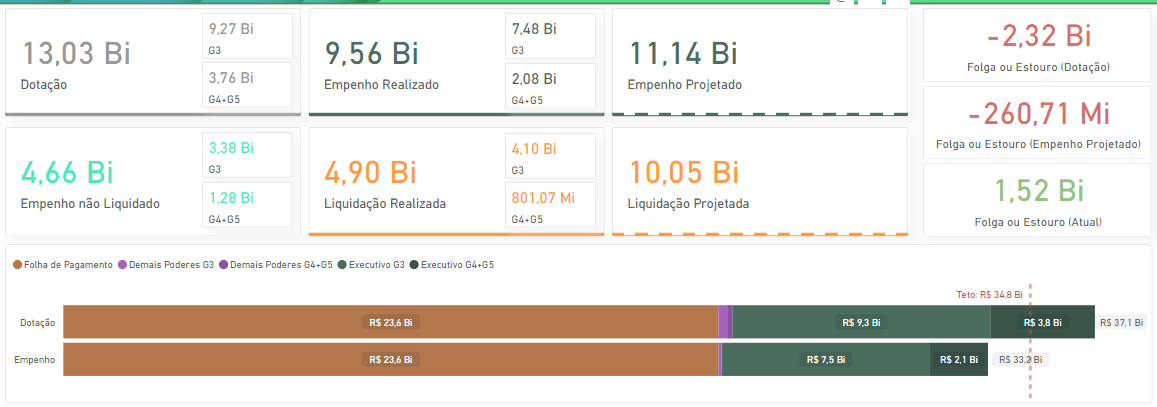 13,03 Bi
Dotação
9,27 Bi
G3
3,76 Bi
G4+G5
9,56 Bi
Empenho Realizado
7,48 Bi
G3
2,08 Bi
G4+G5
11,14 Bi
Empenho Projetado
-2,32 Bi
Folga ou Estouro (Dotação)
-260,71 Mi
Folga ou Estouro (Empenho Projetado)
1,52 Bi
Folga ou Estouro (Atual)
4,66 Bi
Empenho não Liquidado
3,38 Bi
G3
1,28 Bi
G4+G5
4,90 Bi
Liquidação Realizada
4,10 Bi
G3
801,07 Mi
G4+G5
10,05 Bi
Liquidação Projetada
Folha de Pagamento Demais Poderes G3 Demais Poderes G4+G5 Executivo G3 Executivo G4+G5
Teto: R$ 34,8 Bi
Dotação R$ 23,6 Bi R$ 9,3 Bi R$ 3,8 Bi R$ 37,1 Bi
Empenho R$ 23,6 Bi R$ 7,5 Bi R$ 2,1 Bi R$ 33,2 Bi